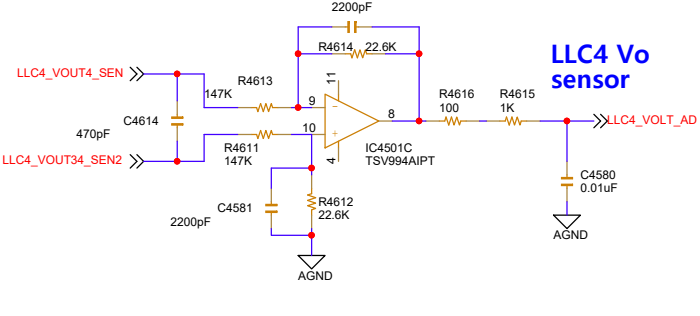 2200pF
R4614
22.6K
LLC4 Vo
sensor
LLC4_VOUT4_SEN
R4613
147K
11
9
R4616
100
R4615
1K
C4614
470pF
8
LLC4_VOLT_AD
10
LLC4_VOUT34_SEN2
R4611
147K
4
IC4501C
TSV994AIPT
C4580
0.01uF
C4581
2200pF
R4612
22.6K
AGND
AGND